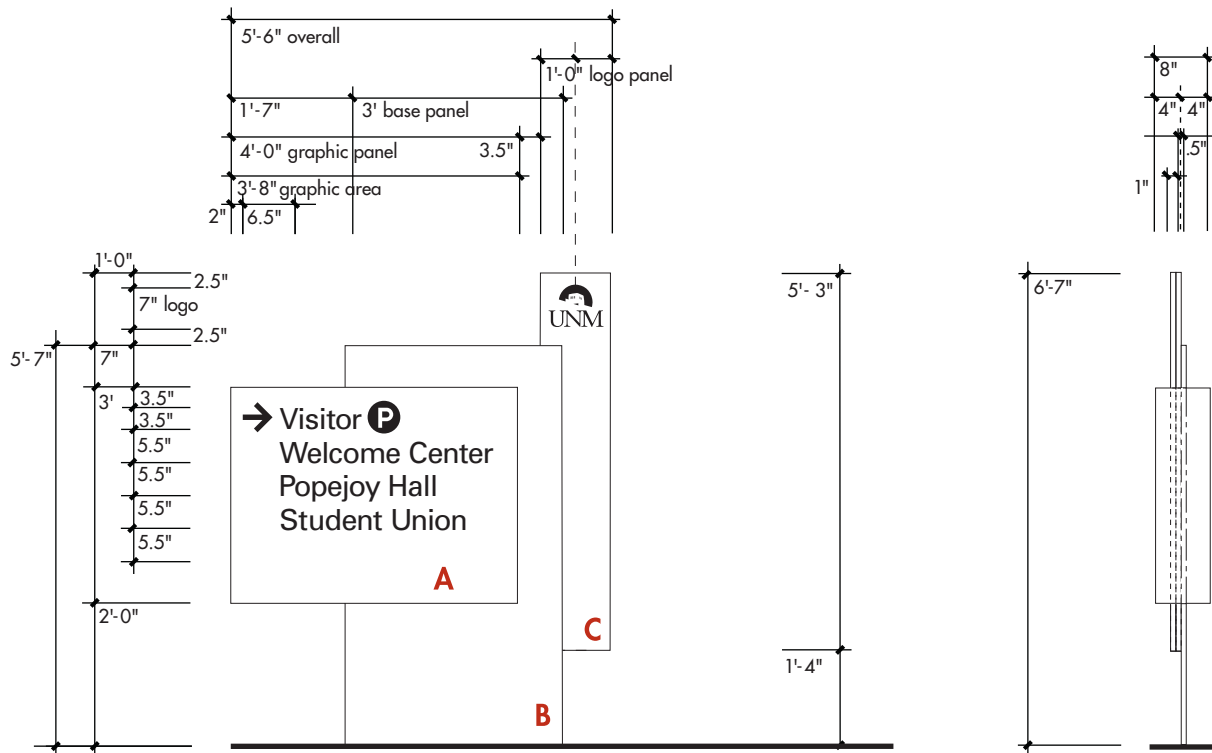 5'-6" overall
1'-0" logo panel
1'-7"
3' base panel
4'-0" graphic panel
3.5"
3'-8" graphic area
2"
6.5"
8"
4"
4"
.5"
1"
1'-0"
2.5"
7" logo
2.5"
5'-7"
7"
3'
3.5"
3.5"
5.5"
5.5"
5.5"
5.5"
2'-0"
UNM
→ Visitor P
Welcome Center
Popejoy Hall
Student Union
A
B
C
5'- 3"
1'-4"
6'-7"